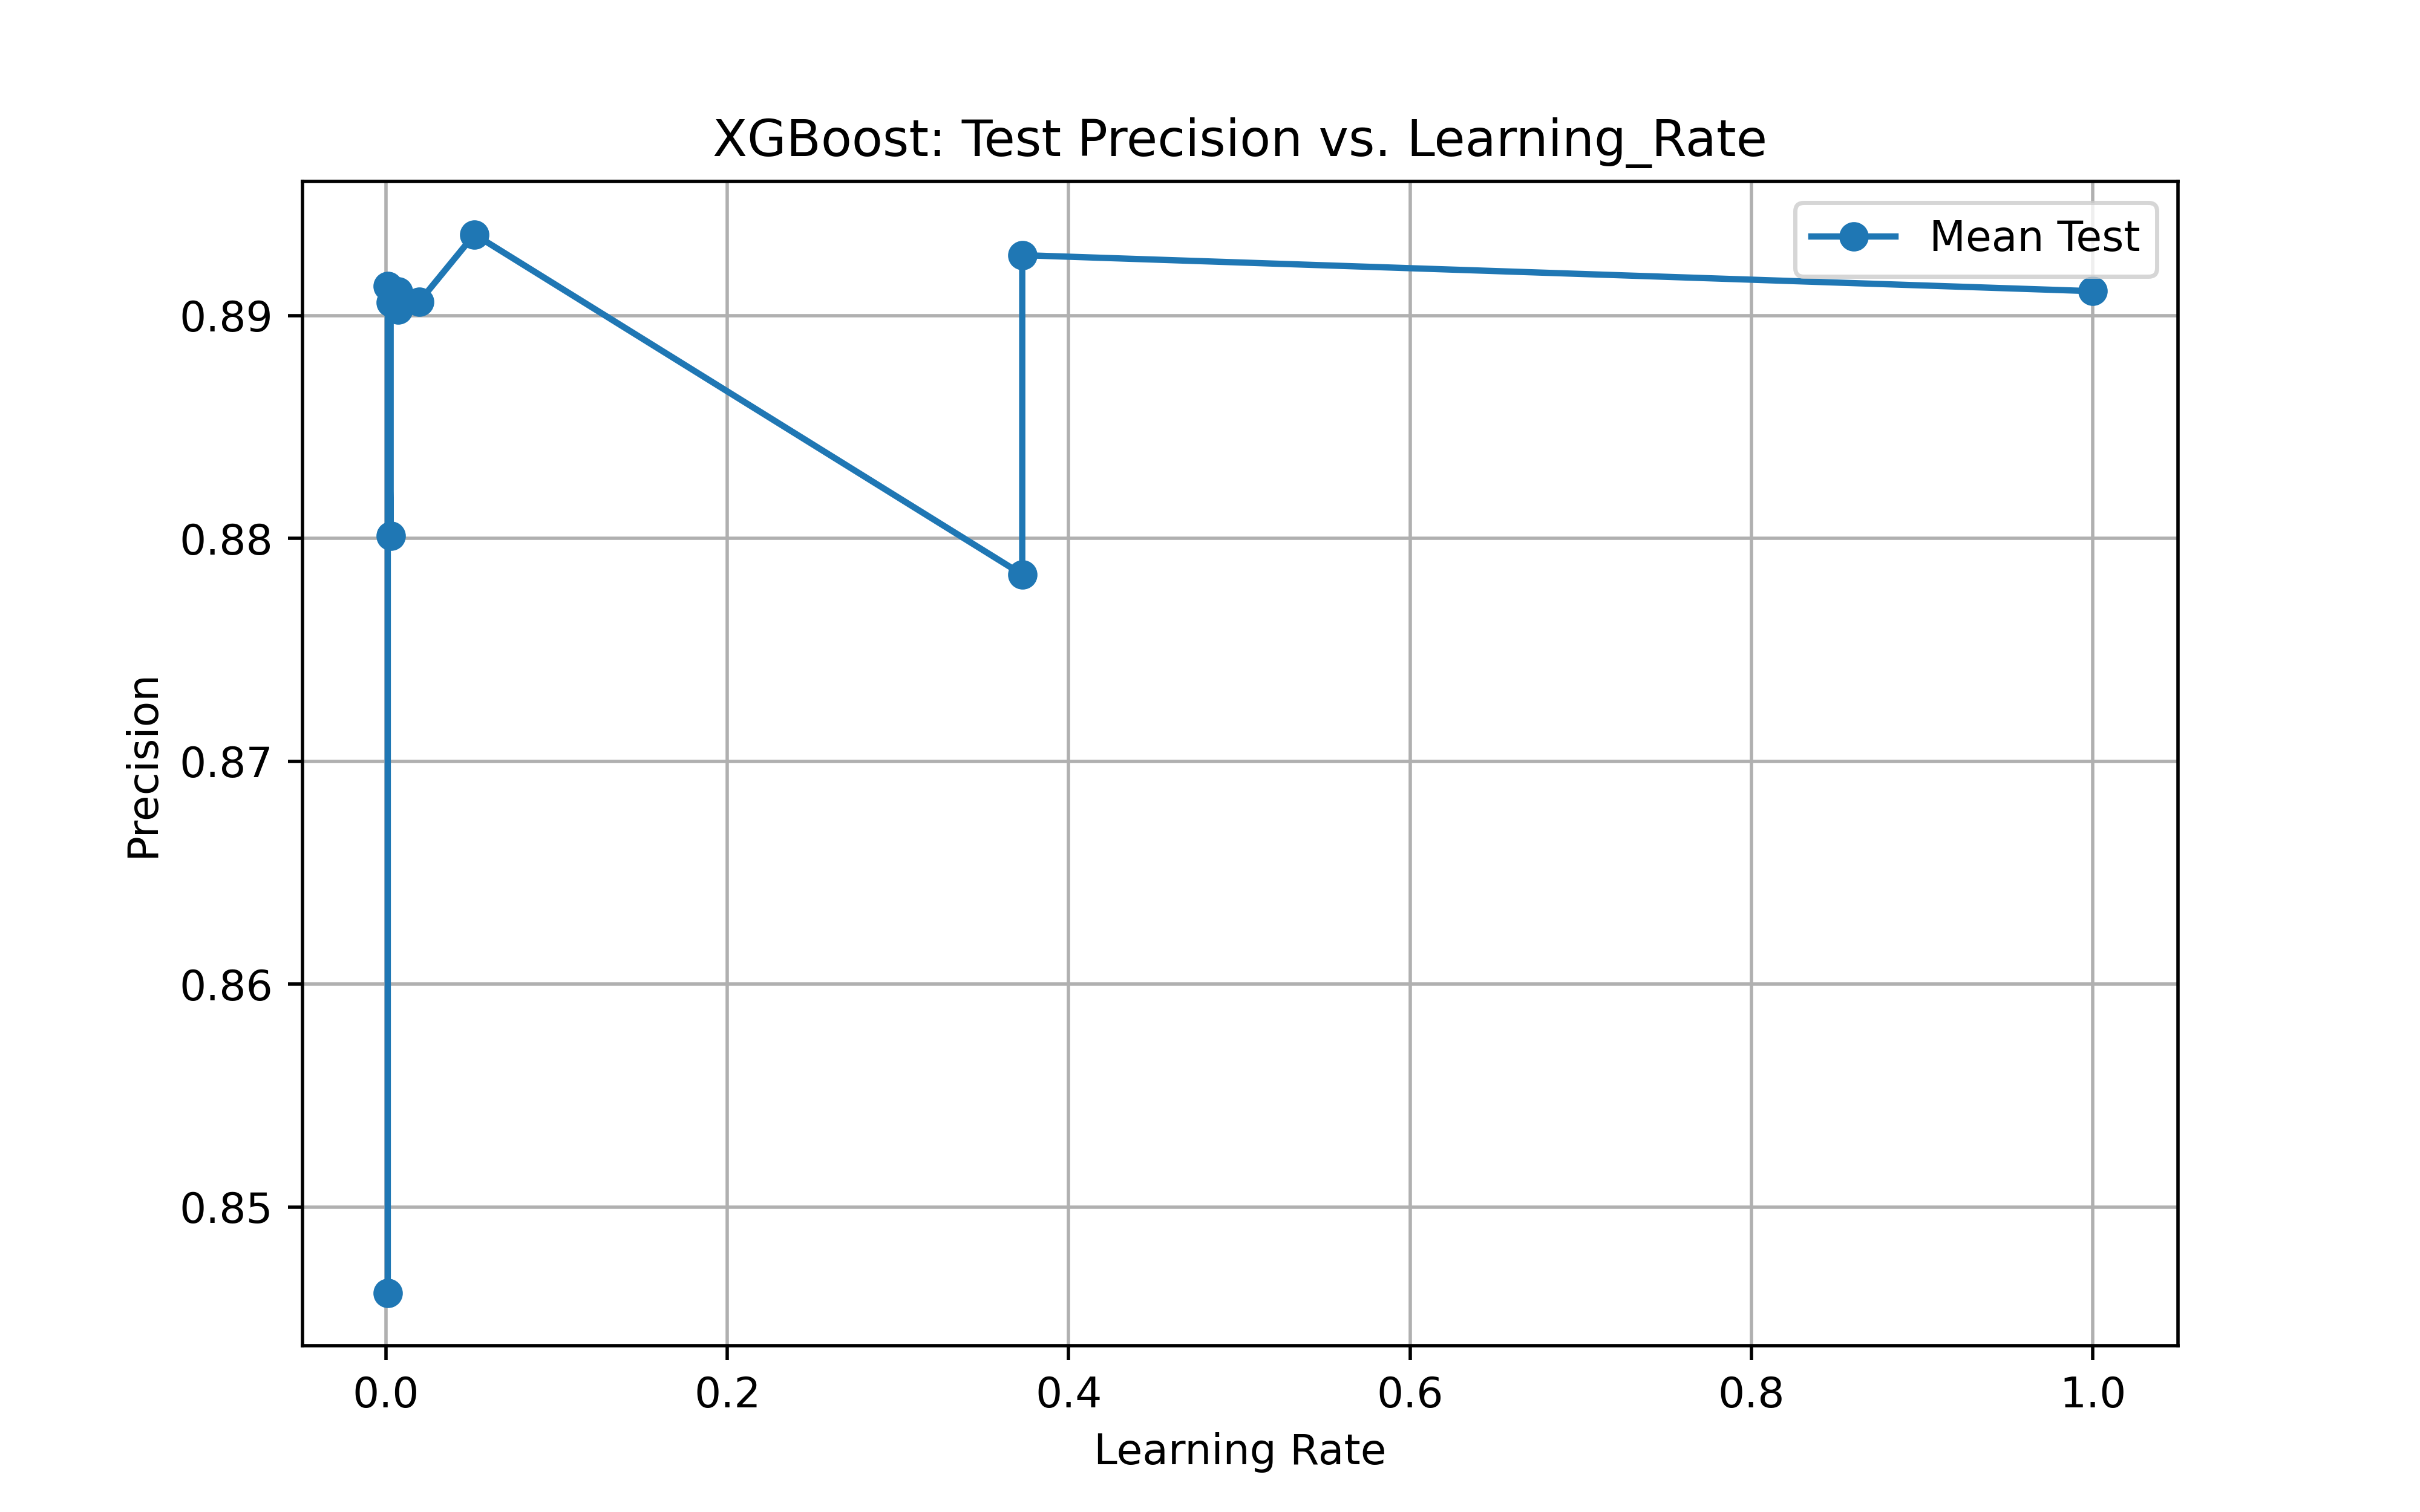 XGBoost: Test Precision vs. Learning_Rate
Mean Test
Precision
0.89
0.88
0.87
0.86
0.85
0.0 0.2 0.4 0.6 0.8 1.0
Learning Rate